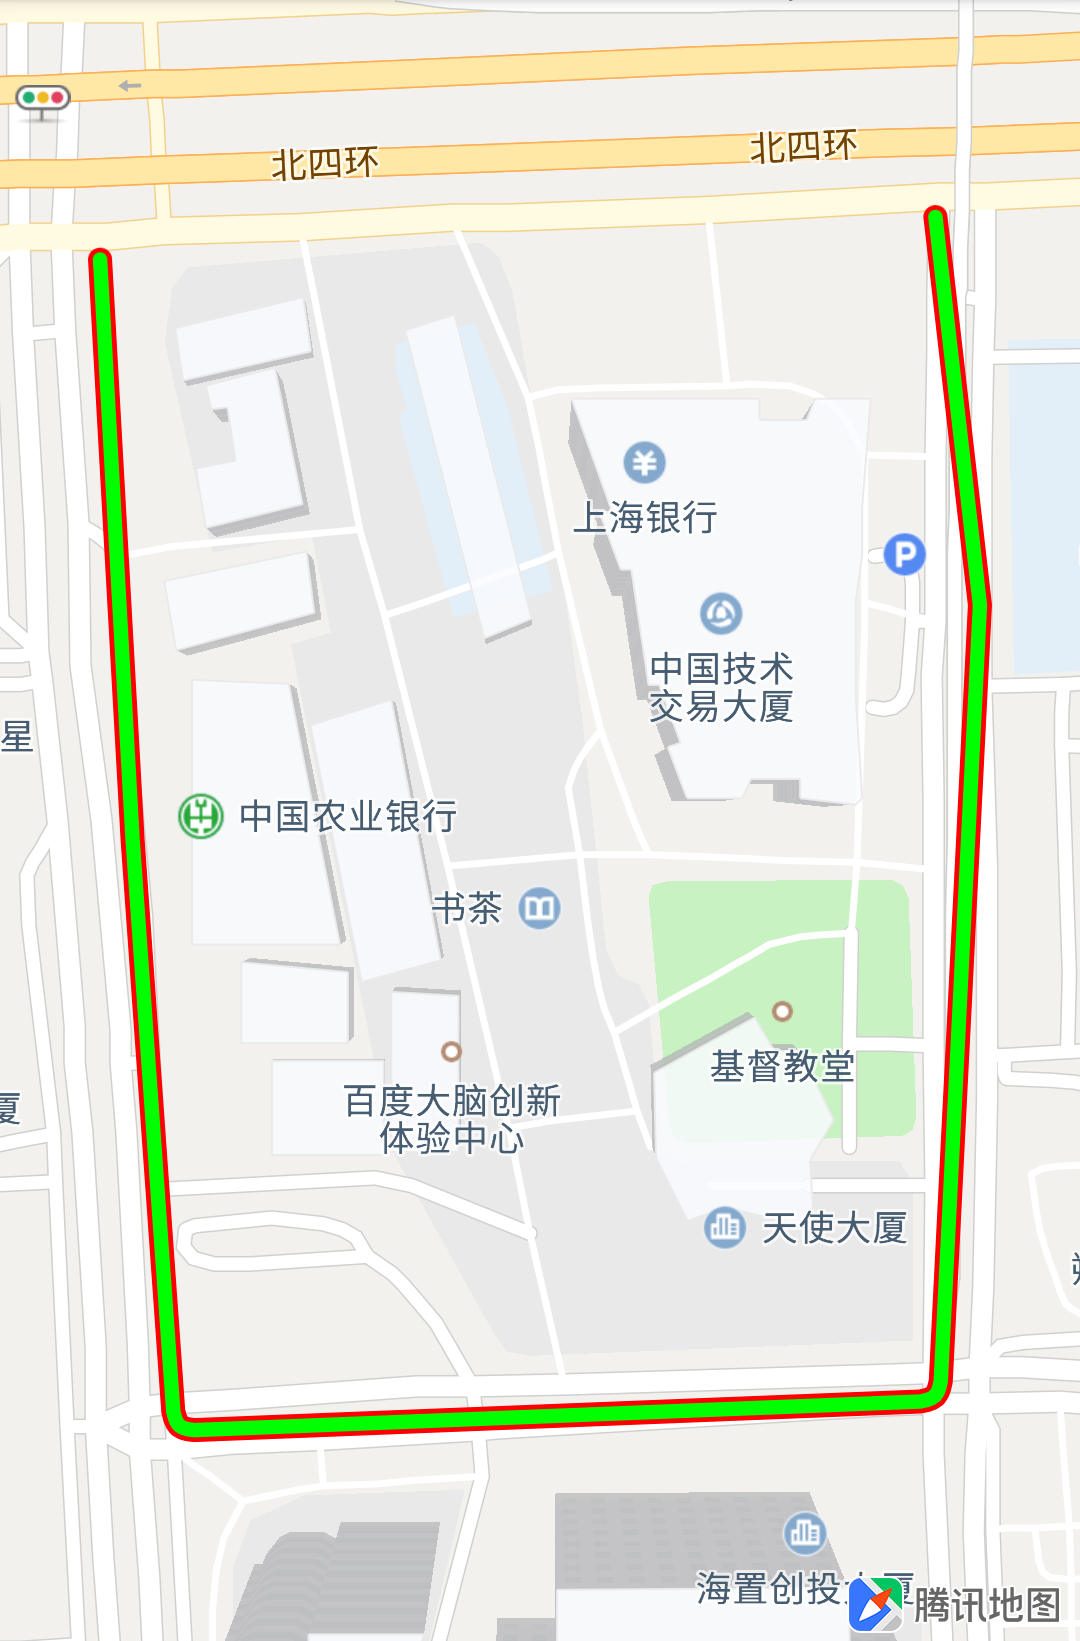 北四环
北四环
上海银行
P
中国技术
交易大厦
星
中国农业银行
书茶
基督教堂
厦
百度大脑创新
体验中心
天使大厦
海置创投大厦
腾讯地图